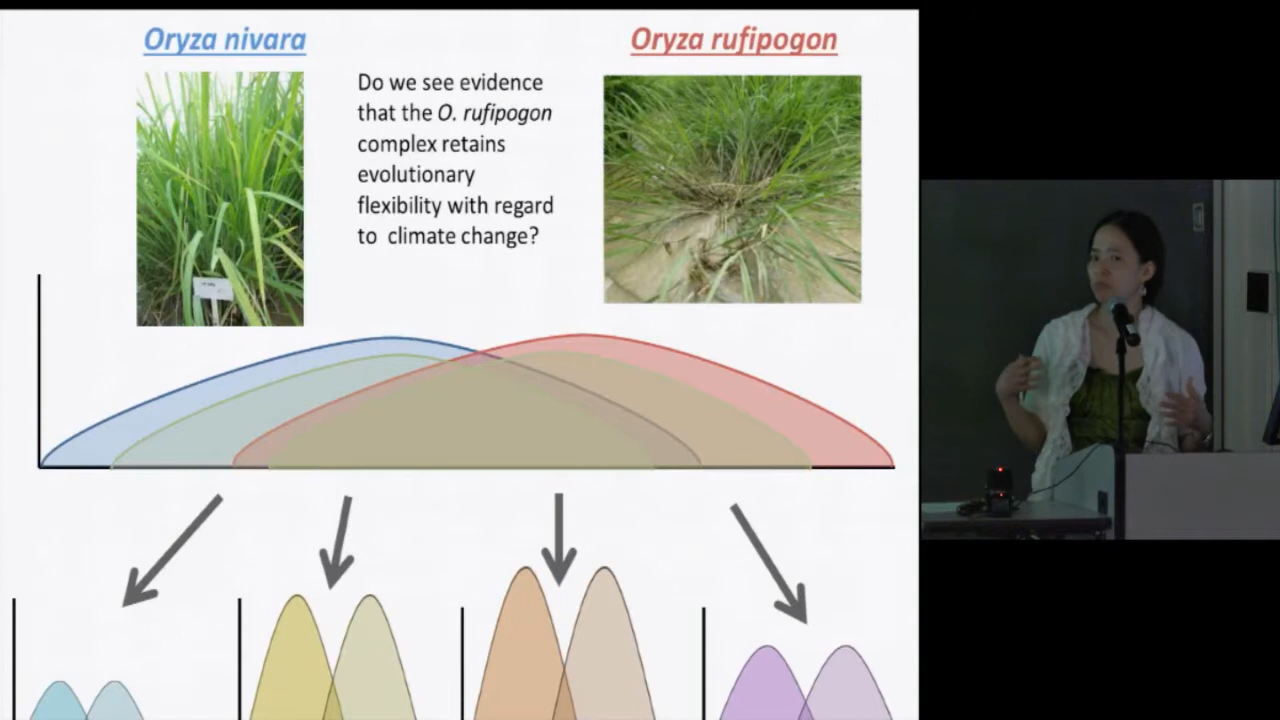 Oryza nivara
Oryza rufipogon
Do we see evidence
that the O. rufipogon
complex retains
evolutionary
flexibility with regard
to climate change?